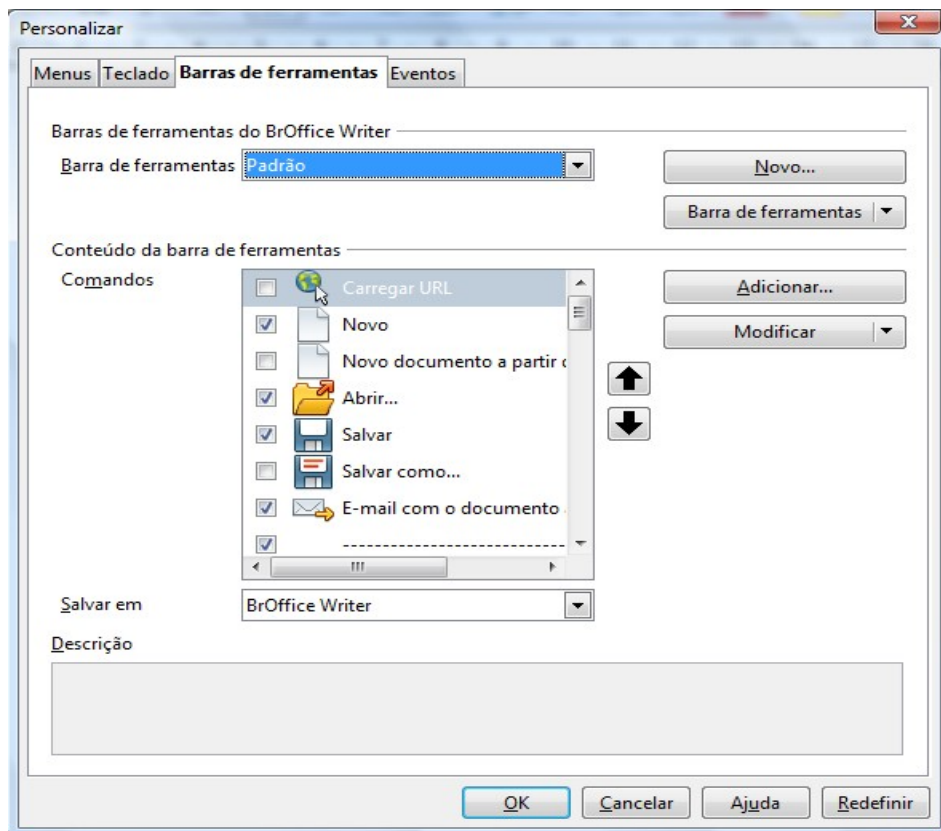 Personalizar
Menus Teclado Barras de ferramentas Eventos
Barras de ferramentas do BrOffice Writer
Barra de ferramentas Padrão Novo...
Barra de ferramentas
Conteúdo da barra de ferramentas
Comandos Carregar URL Adicionar...
Novo Modificar
Novo documento a partir
Abrir...
Salvar
Salvar como...
E-mail com o documento
Salvar em BrOffice Writer
Descrição
OK Cancelar Ajuda Redefinir